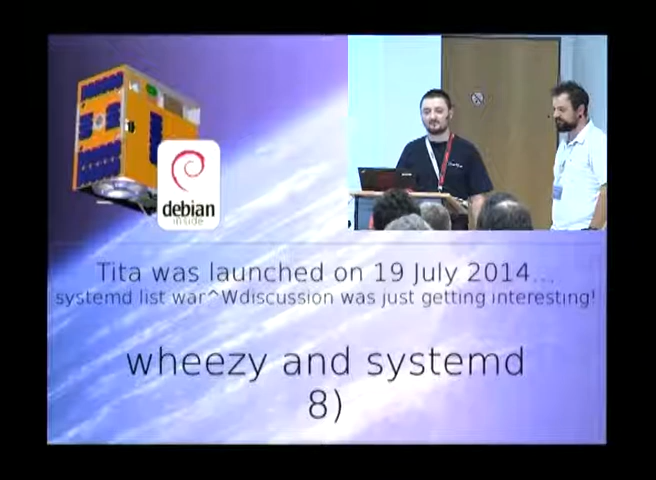 debian
inside
Tita was launched on 19 July 2014...
systemd list war^Wdiscussion was just getting interesting!
wheezy and systemd
8)